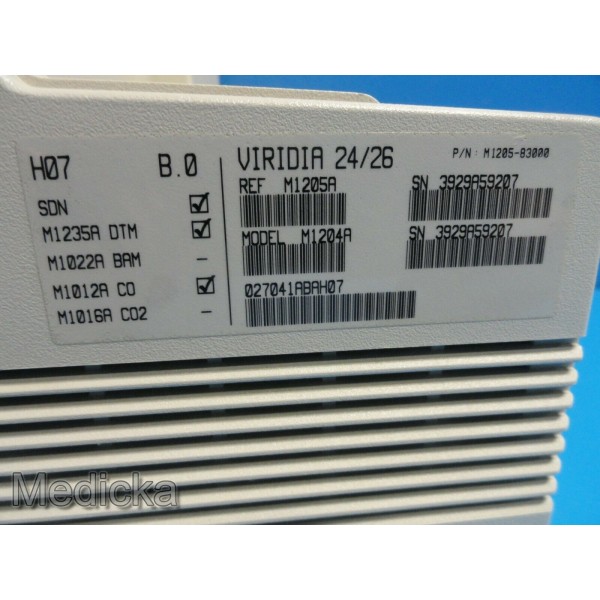 H07 B.0
SDN ☑
M1235A DTM ☑
M1022A BAM -
M1012A CO ☑
M1016A CO2 -
VIRIDIA 24/26 P/N: M1205-83000
REF M1205A SN 3929A59207
MODEL M1204A SN 3929A59207
027041ABAH07
Medicka